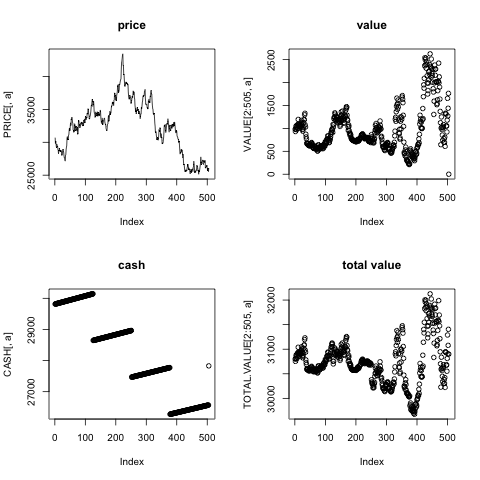 price
PRICE[, a]
25000 35000
0 100 200 300 400 500
Index
value
VALUE[2:505, a]
0 500 1500 2500
0 100 200 300 400 500
Index
cash
CASH[, a]
27000 29000
0 100 200 300 400 500
Index
total value
TOTAL.VALUE[2:505, a]
30000 31000 32000
0 100 200 300 400 500
Index